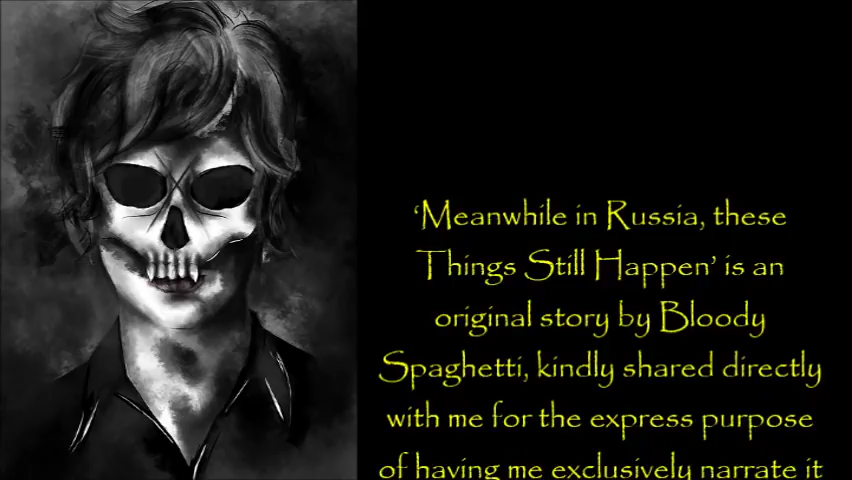 ‘Meanwhile in Russia, these
Things Still Happen’ is an
original story by Bloody
Spaghetti, kindly shared directly
with me for the express purpose
of having me exclusively narrate it